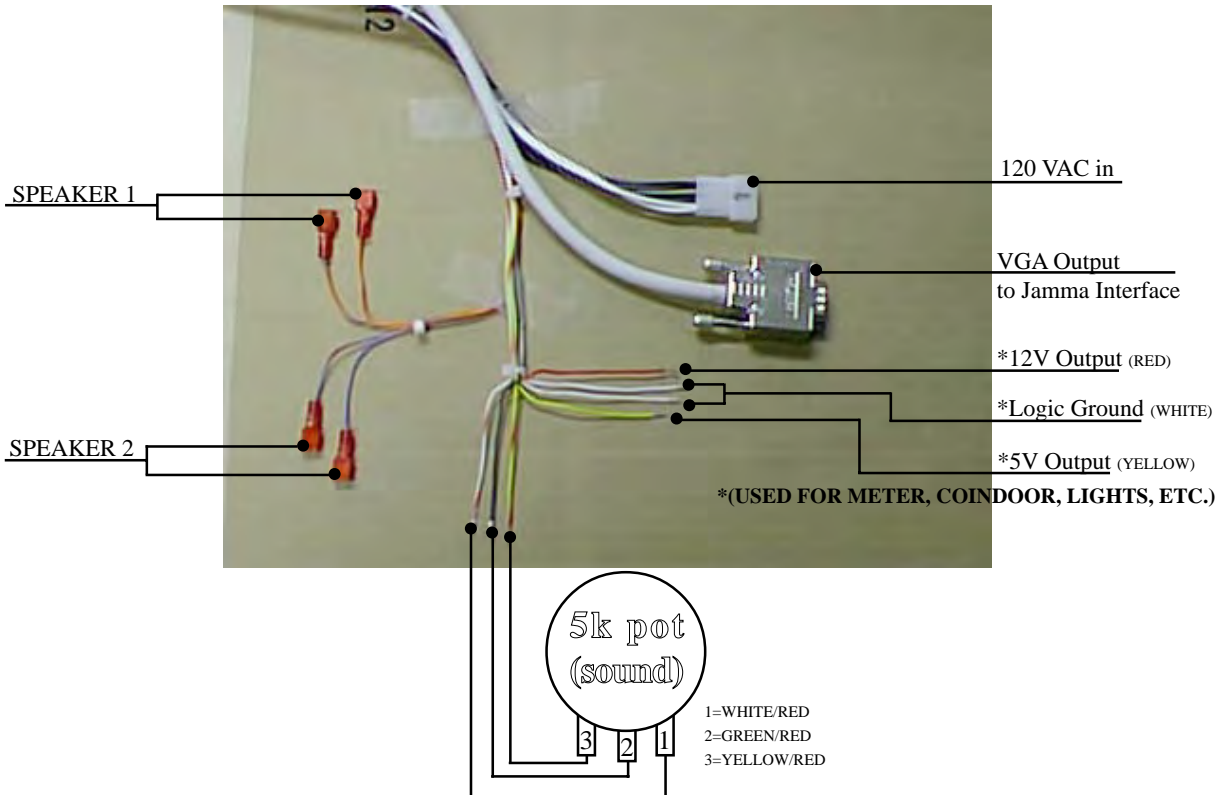 12
SPEAKER 1
SPEAKER 2
120 VAC in
VGA Output
to Jamma Interface
*12V Output (RED)
*Logic Ground (WHITE)
*5V Output (YELLOW)
*(USED FOR METER, COINDOOR, LIGHTS, ETC.)
5k pot
(sound)
3 2 1
1=WHITE/RED
2=GREEN/RED
3=YELLOW/RED